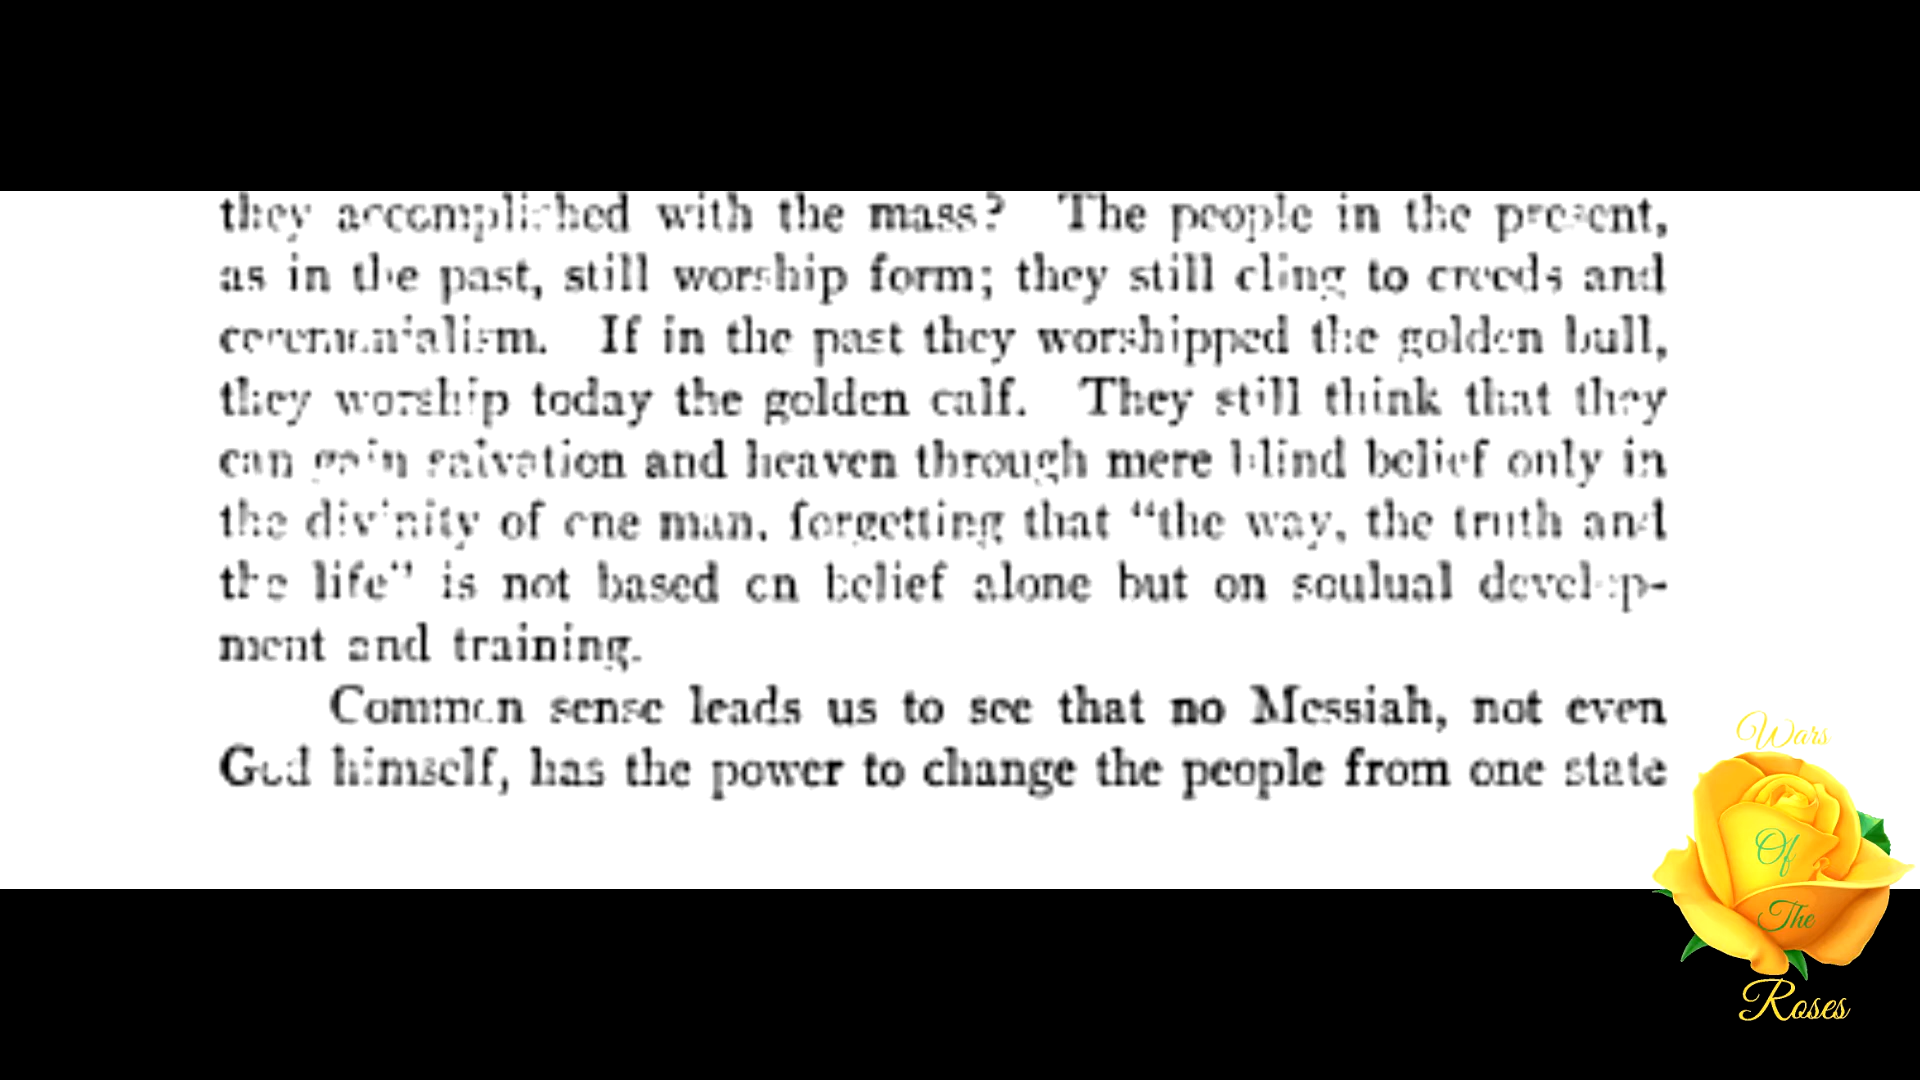 they accomplished with the mass? The people in the present,
as in the past, still worship form; they still cling to creeds and
ceremonialism. If in the past they worshipped the golden bull,
they worship today the golden calf. They still think that they
can gain salvation and heaven through mere blind belief only in
the divinity of one man, forgetting that “the way, the truth and
the life” is not based on belief alone but on soulual develop-
ment and training.
Common sense leads us to see that no Messiah, not even
God himself, has the power to change the people from one state
Wars
Of
The
Roses